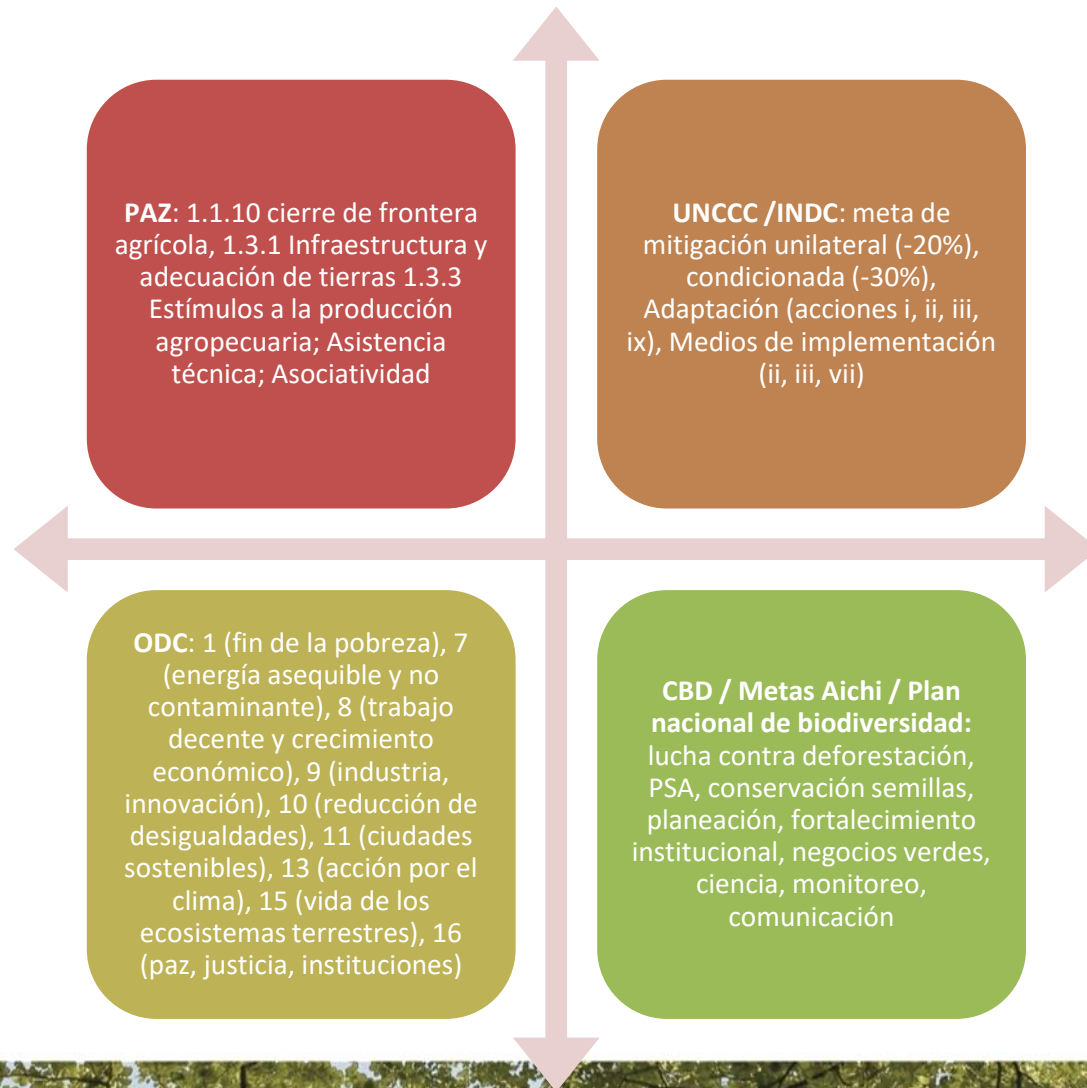 PAZ: 1.1.10 cierre de frontera
agrícola, 1.3.1 Infraestructura y
adecuación de tierras 1.3.3
Estímulos a la producción
agropecuaria; Asistencia
técnica; Asociatividad
UNCCC /INDC: meta de
mitigación unilateral (-20%),
condicionada (-30%),
Adaptación (acciones i, ii, iii,
ix), Medios de implementación
(ii, iii, vii)
ODC: 1 (fin de la pobreza), 7
(energía asequible y no
contaminante), 8 (trabajo
decente y crecimiento
económico), 9 (industria,
innovación), 10 (reducción de
desigualdades), 11 (ciudades
sostenibles), 13 (acción por el
clima), 15 (vida de los
ecosistemas terrestres), 16
(paz, justicia, instituciones)
CBD / Metas Aichi / Plan
nacional de biodiversidad:
lucha contra deforestación,
PSA, conservación semillas,
planeación, fortalecimiento
institucional, negocios verdes,
ciencia, monitoreo,
comunicación